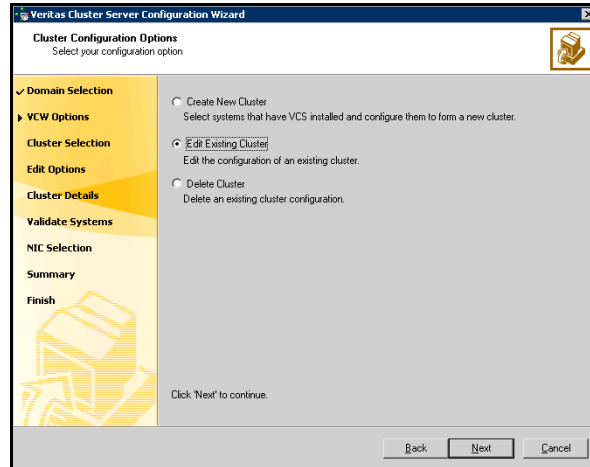 Veritas Cluster Server Configuration Wizard
Cluster Configuration Options
Select your configuration option
Domain Selection
VCW Options
Cluster Selection
Edit Options
Cluster Details
Validate Systems
NIC Selection
Summary
Finish
Create New Cluster
Select systems that have VCS installed and configure them to form a new cluster.
Edit Existing Cluster
Edit the configuration of an existing cluster.
Delete Cluster
Delete an existing cluster configuration.
Click 'Next' to continue.
Back Next Cancel